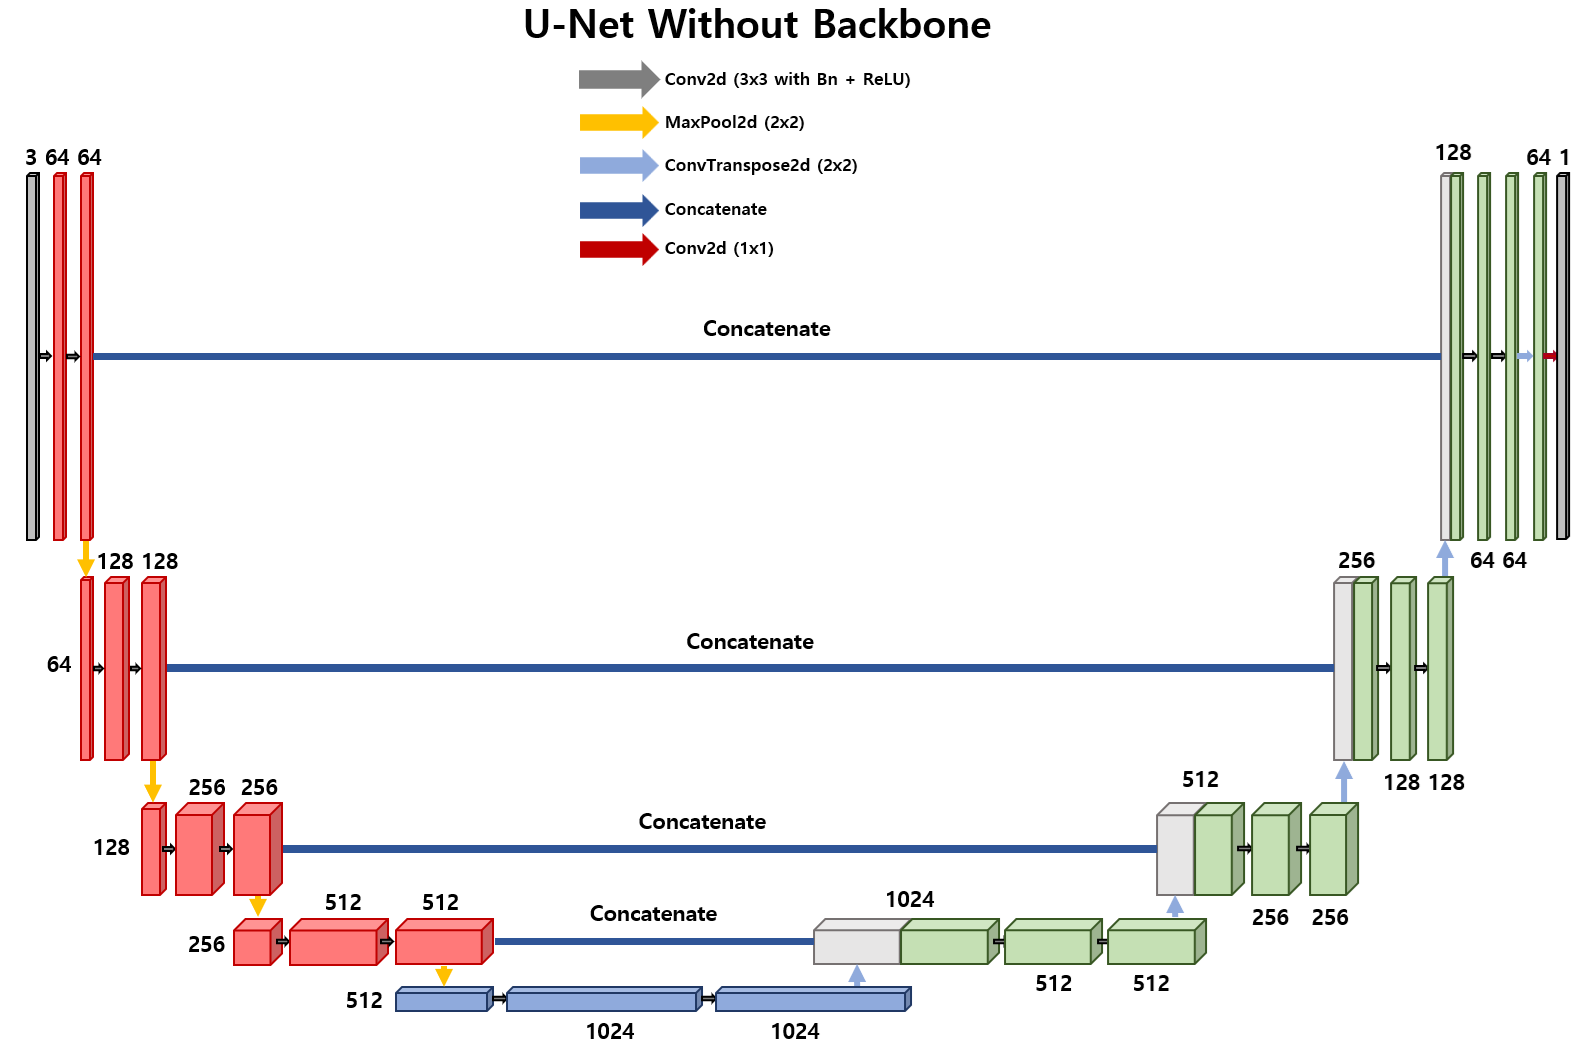 U-Net Without Backbone
Conv2d (3x3 with Bn + ReLU)
MaxPool2d (2x2)
ConvTranspose2d (2x2)
Concatenate
Conv2d (1x1)
3 64 64
128
64 1
Concatenate
128 128
256
64 64
64
Concatenate
256 256
512
128 128
128
Concatenate
512 512
1024
256 256
256
Concatenate
512 512
512
1024 1024